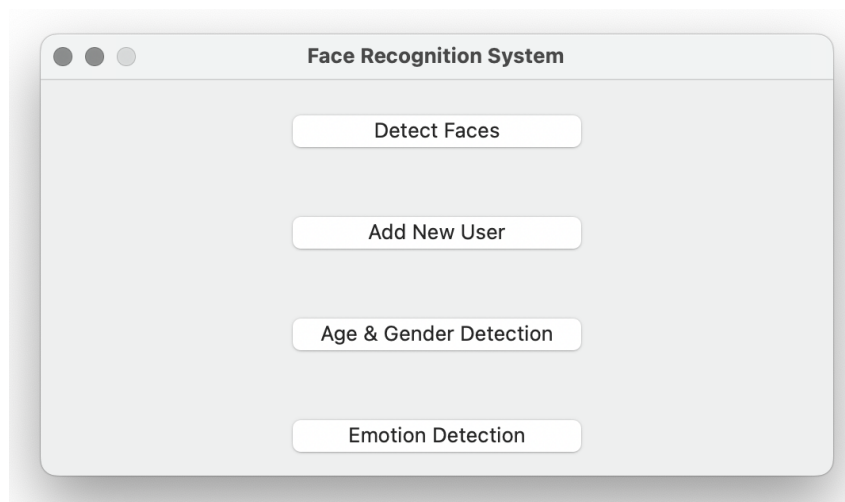 Face Recognition System
Detect Faces
Add New User
Age & Gender Detection
Emotion Detection